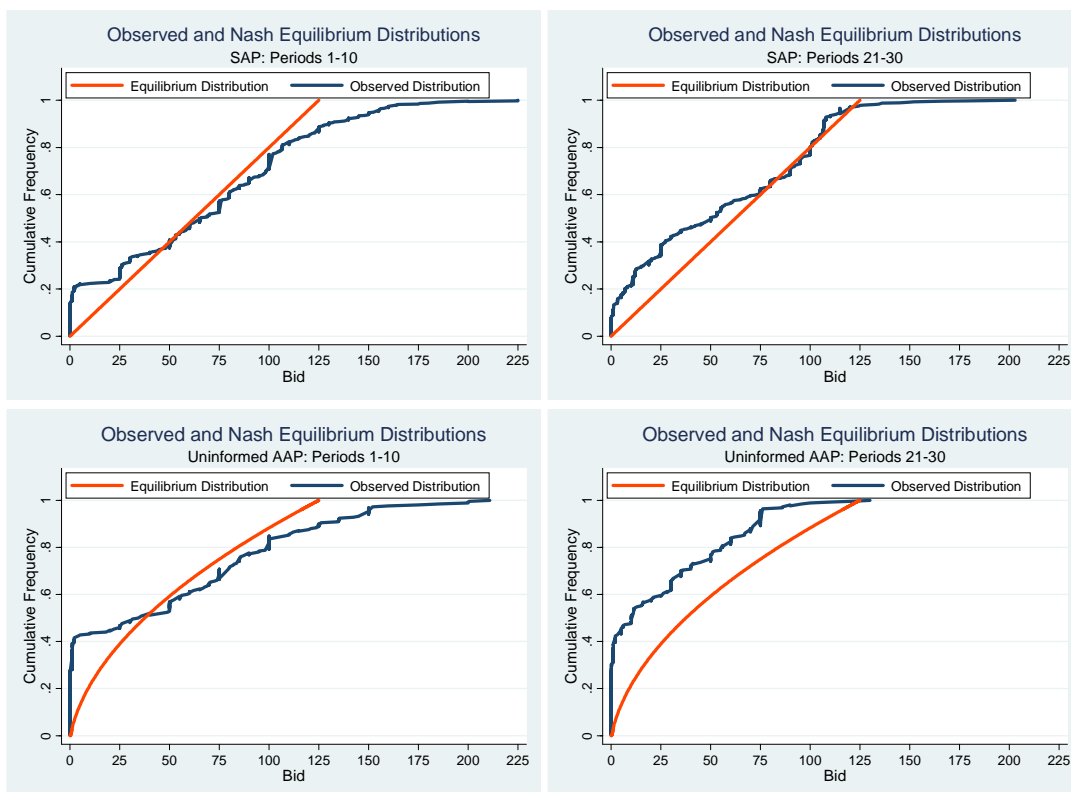 Observed and Nash Equilibrium Distributions
SAP: Periods 1-10
Equilibrium Distribution Observed Distribution
Cumulative Frequency
1
.8
.6
.4
.2
0
0 25 50 75 100 125 150 175 200 225
Bid
Observed and Nash Equilibrium Distributions
SAP: Periods 21-30
Equilibrium Distribution Observed Distribution
Cumulative Frequency
1
.8
.6
.4
.2
0
0 25 50 75 100 125 150 175 200 225
Bid
Observed and Nash Equilibrium Distributions
Uninformed AAP: Periods 1-10
Equilibrium Distribution Observed Distribution
Cumulative Frequency
1
.8
.6
.4
.2
0
0 25 50 75 100 125 150 175 200 225
Bid
Observed and Nash Equilibrium Distributions
Uninformed AAP: Periods 21-30
Equilibrium Distribution Observed Distribution
Cumulative Frequency
1
.8
.6
.4
.2
0
0 25 50 75 100 125 150 175 200 225
Bid